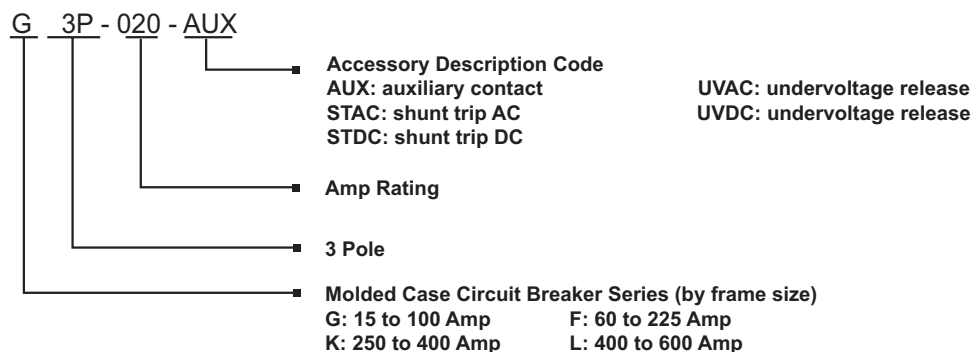 G 3P - 020 - AUX
Accessory Description Code
AUX: auxiliary contact UVAC: undervoltage release
STAC: shunt trip AC UVDC: undervoltage release
STDC: shunt trip DC
Amp Rating
3 Pole
Molded Case Circuit Breaker Series (by frame size)
G: 15 to 100 Amp F: 60 to 225 Amp
K: 250 to 400 Amp L: 400 to 600 Amp